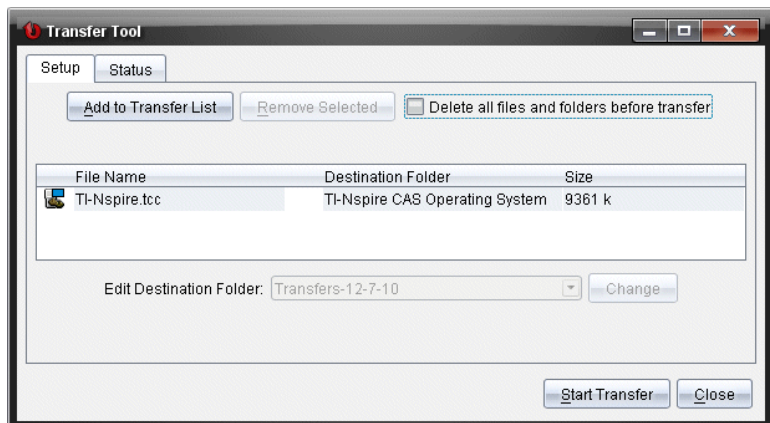 Transfer Tool
Setup Status
Add to Transfer List Remove Selected Delete all files and folders before transfer
File Name Destination Folder Size
TI-Nspire.tcc TI-Nspire CAS Operating System 9361 k
Edit Destination Folder: Transfers-12-7-10 Change
Start Transfer Close